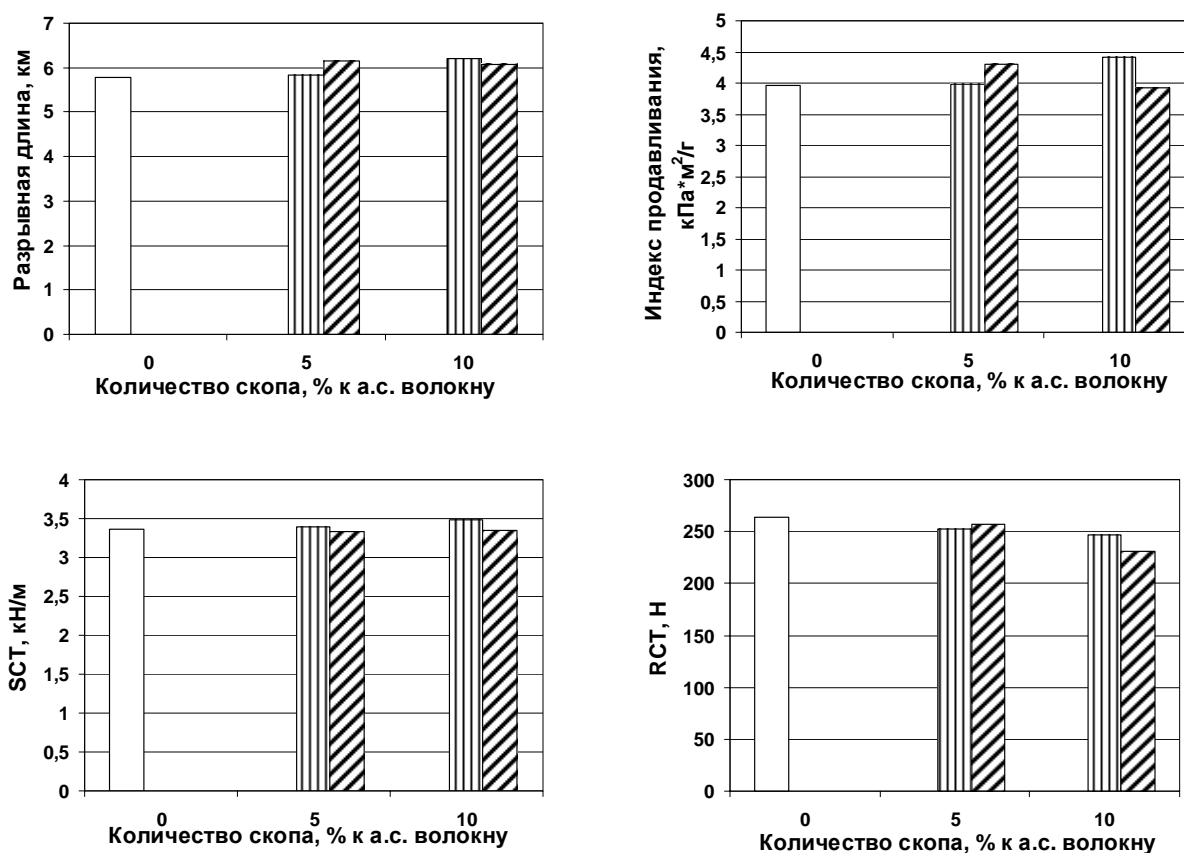 Разрывная длина, км
7
6
5
4
3
2
1
0
0 5 10
Количество скопа, % к а.с. волокну
Индекс продавливания,
кПа*м²/г
5
4,5
4
3,5
3
2,5
2
1,5
1
0,5
0
0 5 10
Количество скопа, % к а.с. волокну
SCT, кН/м
4
3,5
3
2,5
2
1,5
1
0,5
0
0 5 10
Количество скопа, % к а.с. волокну
RCT, Н
300
250
200
150
100
50
0
0 5 10
Количество скопа, % к а.с. волокну